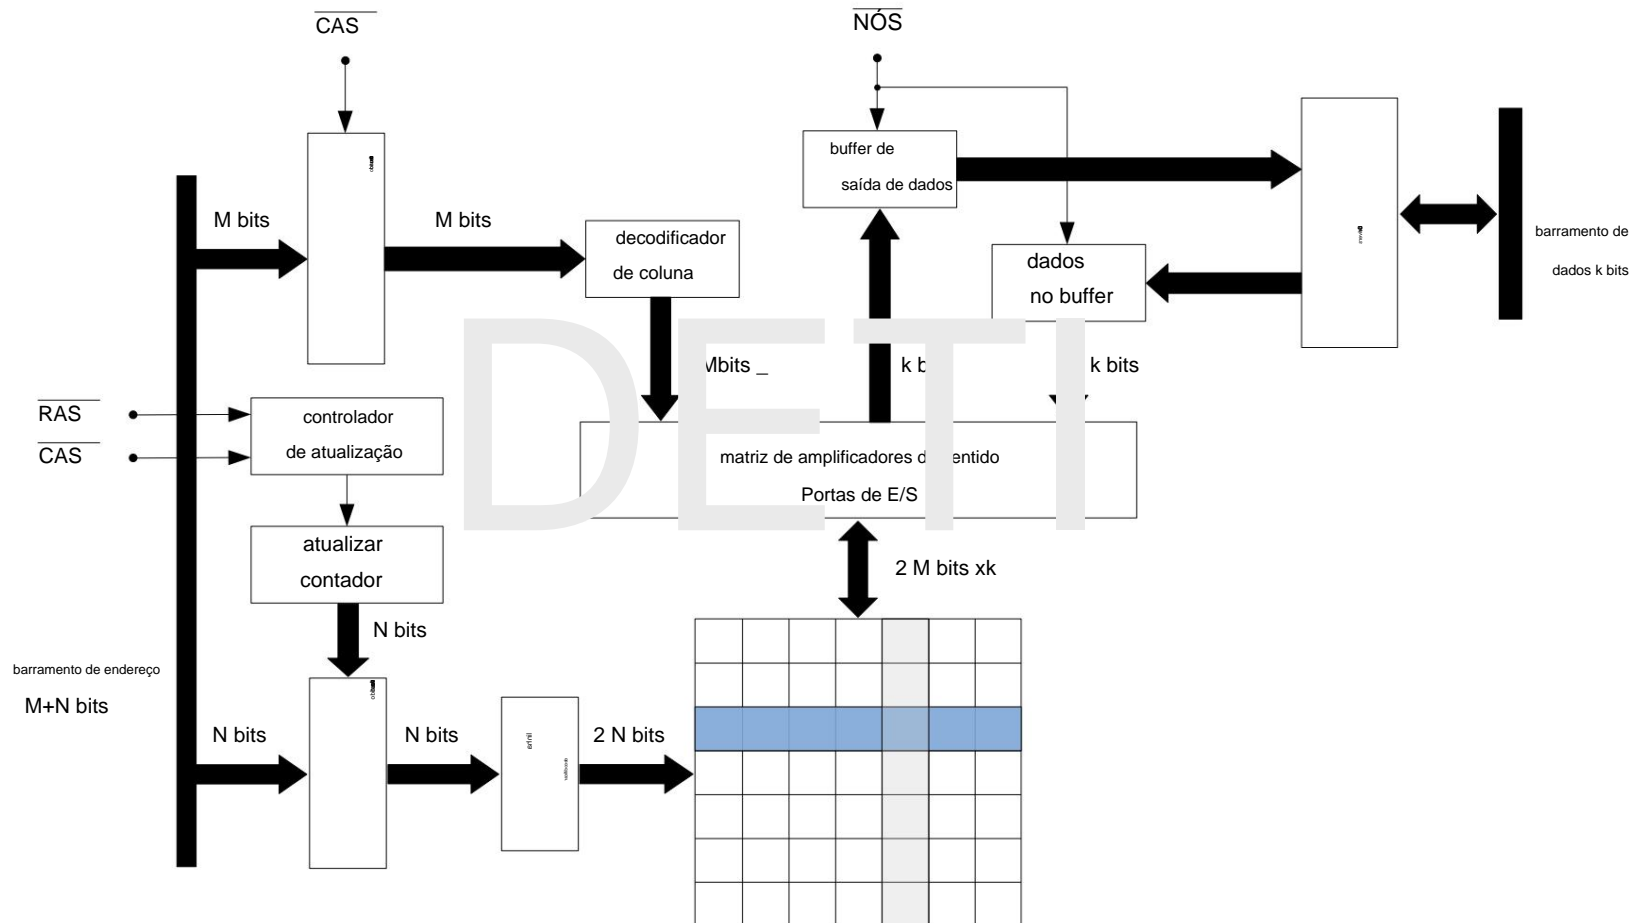 CAS
NÓS
buffer de
saída de dados
M bits
M bits
decodificador
de coluna
dados
no buffer
barramento de
dados k bits
Mbits _
k b
k bits
RAS
CAS
controlador
de atualização
matriz de amplificadores d entido
Portas de E/S
DETI
atualizar
contador
2 M bits xk
N bits
barramento de endereço
M+N bits
N bits
N bits
2 N bits